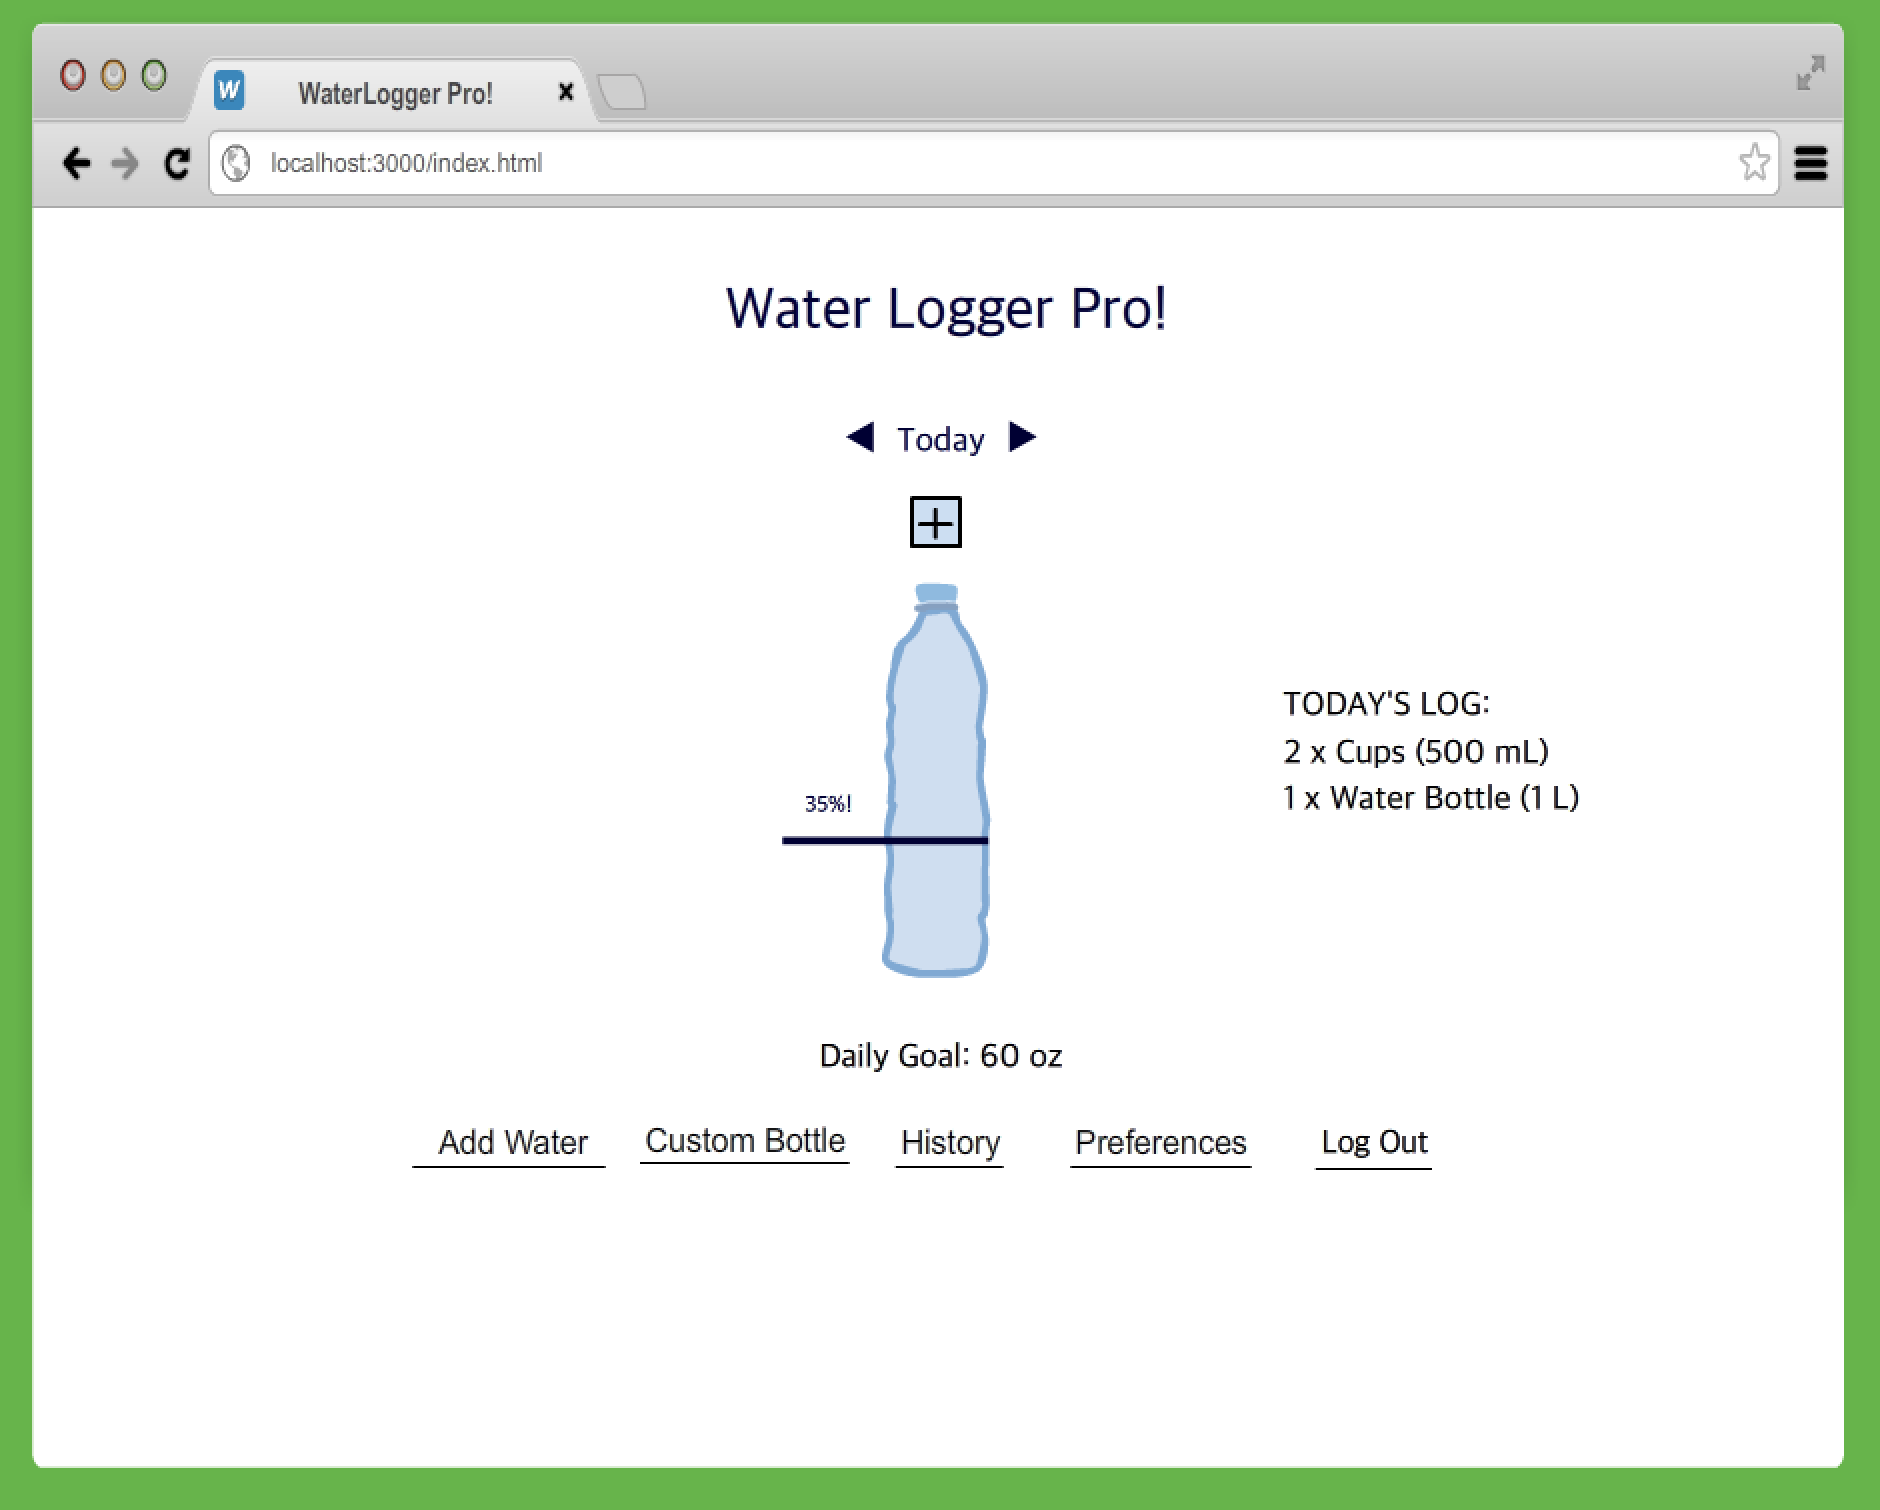 W
WaterLogger Pro!
localhost:3000/index.html
Water Logger Pro!
Today
TODAY'S LOG:
2 x Cups (500 mL)
1 x Water Bottle (1 L)
35%!
Daily Goal: 60 oz
Add Water
Custom Bottle
History
Preferences
Log Out